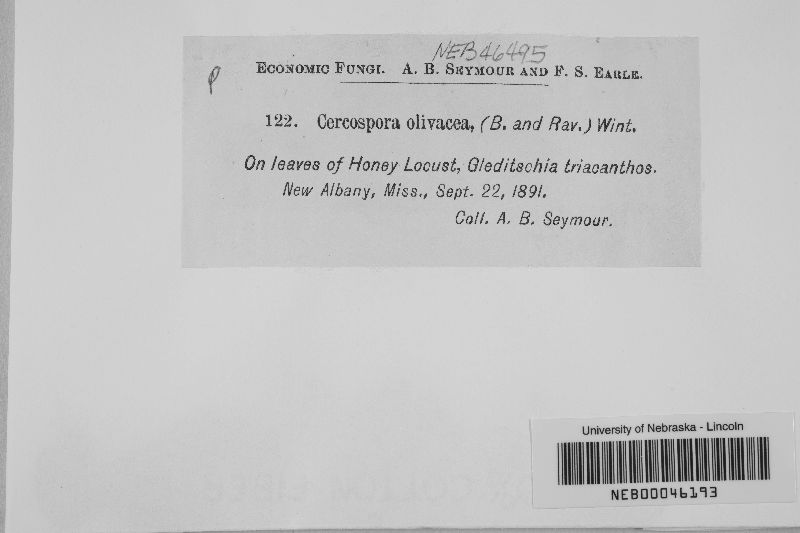 NEB46495
P
ECONOMIC FUNGI. A. B. SEYMOUR AND F. S. EARLE.
122. Cercospora olivacea, (B. and Rav.) Wint.
On leaves of Honey Locust, Gleditschia triacanthos.
New Albany, Miss., Sept. 22, 1891.
Coll. A. B. Seymour.
University of Nebraska - Lincoln
NEB00046193